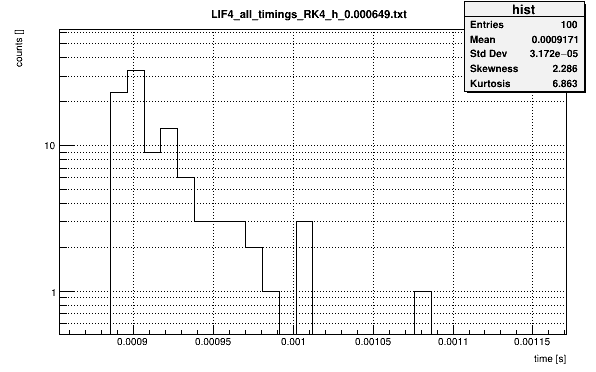 LIF4_all_timings_RK4_h_0.000649.txt
hist
Entries 100
Mean 0.0009171
Std Dev 3.172e−05
Skewness 2.286
Kurtosis 6.863
counts []
10
1
0.0009 0.00095 0.001 0.00105 0.0011 0.00115
time [s]